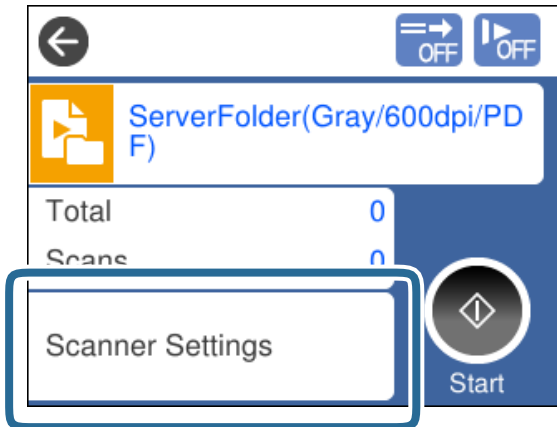 OFF OFF
ServerFolder(Gray/600dpi/PD
F)
Total 0
Scans 0
Scanner Settings
Start